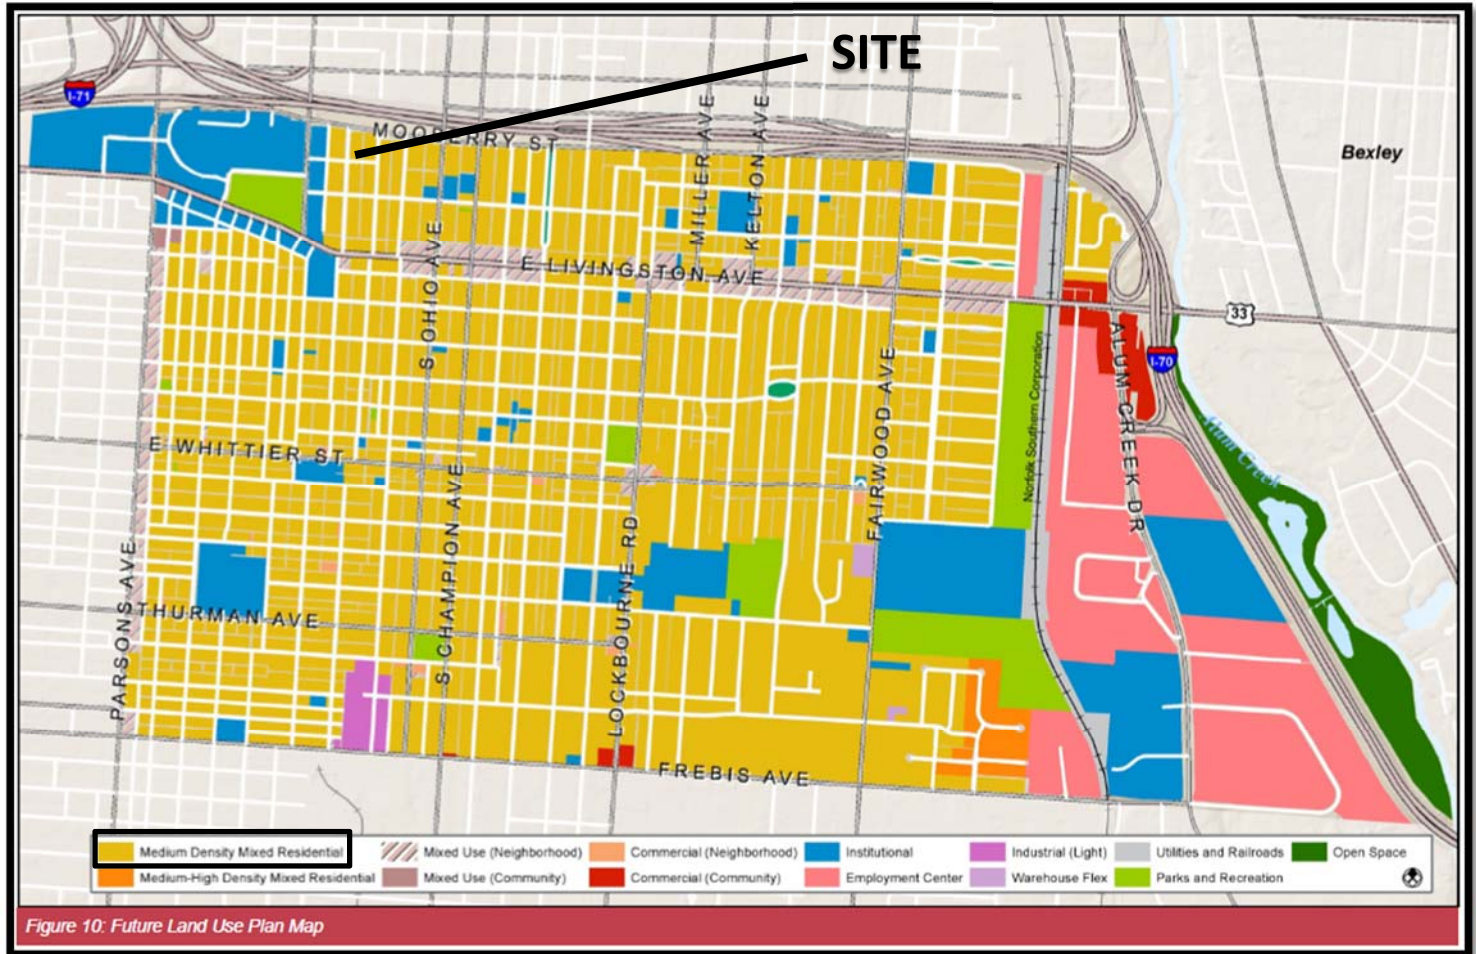 SITE
I-71
MOOBERRY ST
MILLER AVE
KELTON AVE
Bexley
S OHIO AVE
E LIVINGSTON AVE
33
I-70
ALUM CREEK DR
Norfolk Southern Corporation
FAIRWOOD AVE
Alum Creek
E WHITTIER ST
S CHAMPION AVE
LOCKBOURNE RD
PARSONS AVE
THURMAN AVE
FREBIS AVE
Medium Density Mixed Residential
Mixed Use (Neighborhood)
Commercial (Neighborhood)
Institutional
Industrial (Light)
Utilities and Railroads
Open Space
Medium-High Density Mixed Residential
Mixed Use (Community)
Commercial (Community)
Employment Center
Warehouse Flex
Parks and Recreation
Figure 10: Future Land Use Plan Map